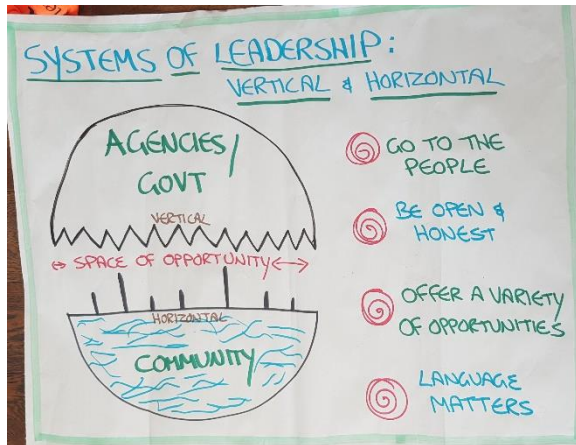 SYSTEMS OF LEADERSHIP:
VERTICAL & HORIZONTAL
AGENCIES/
GOVT
VERTICAL
SPACE OF OPPORTUNITY
HORIZONTAL
COMMUNITY
GO TO THE
PEOPLE
BE OPEN &
HONEST
OFFER A VARIETY
OF OPPORTUNITIES
LANGUAGE
MATTERS